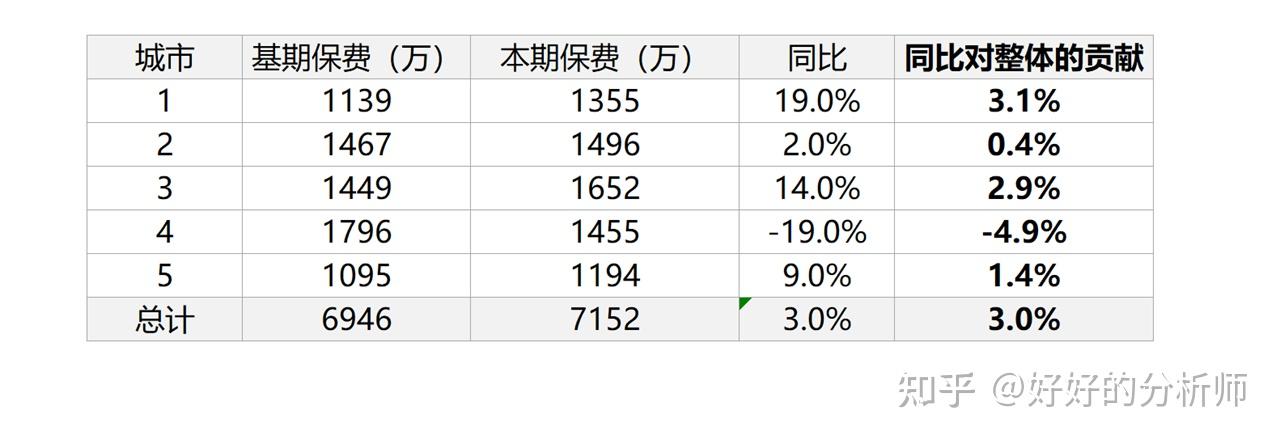 城市 基期保费（万） 本期保费（万） 同比 同比对整体的贡献
1 1139 1355 19.0% 3.1%
2 1467 1496 2.0% 0.4%
3 1449 1652 14.0% 2.9%
4 1796 1455 -19.0% -4.9%
5 1095 1194 9.0% 1.4%
总计 6946 7152 3.0% 3.0%
知乎 @好好的分析师